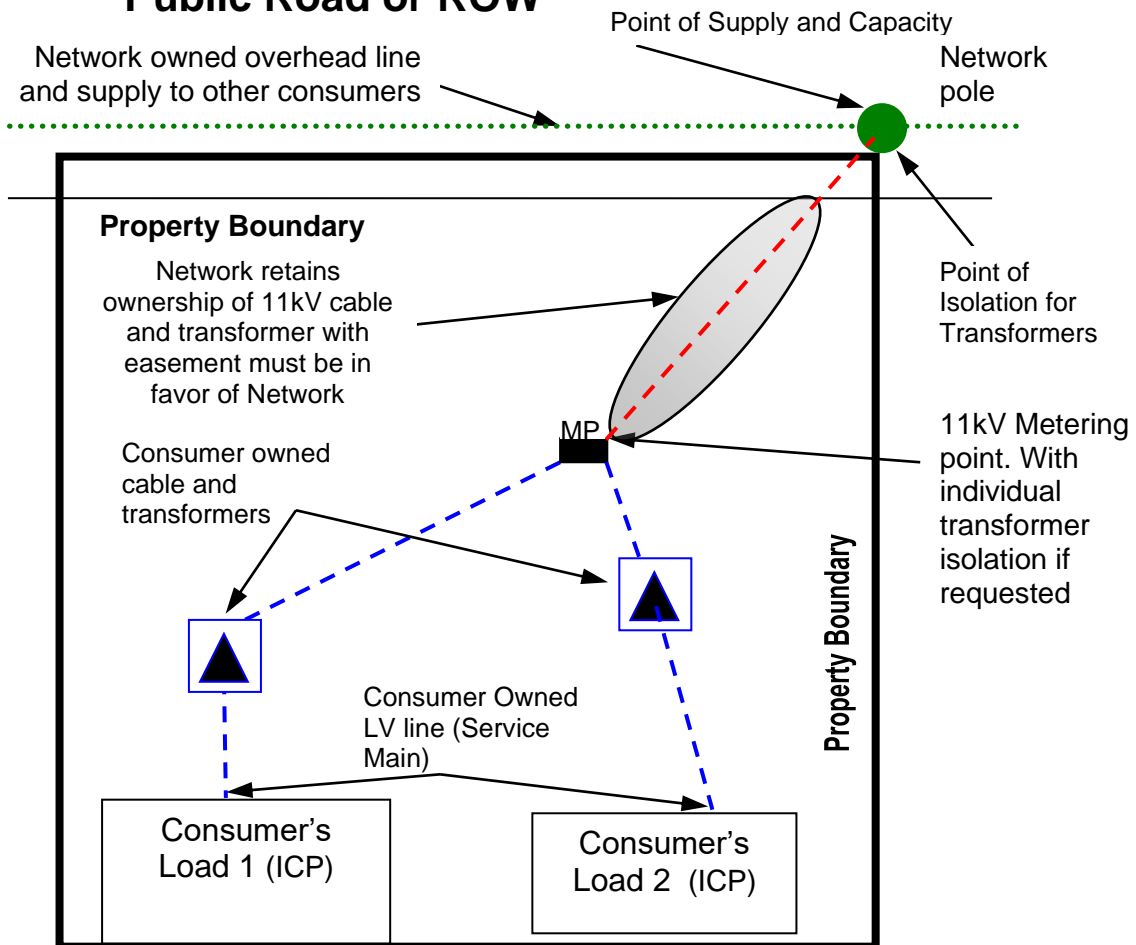 Public Road or ROW
Point of Supply and Capacity
Network owned overhead line
and supply to other consumers
Network
pole
Property Boundary
Network retains
ownership of 11kV cable
and transformer with
easement must be in
favor of Network
Point of
Isolation for
Transformers
MP
11kV Metering
point. With
individual
transformer
isolation if
requested
Consumer owned
cable and
transformers
Property Boundary
Consumer Owned
LV line (Service
Main)
Consumer’s
Load 1 (ICP)
Consumer’s
Load 2 (ICP)